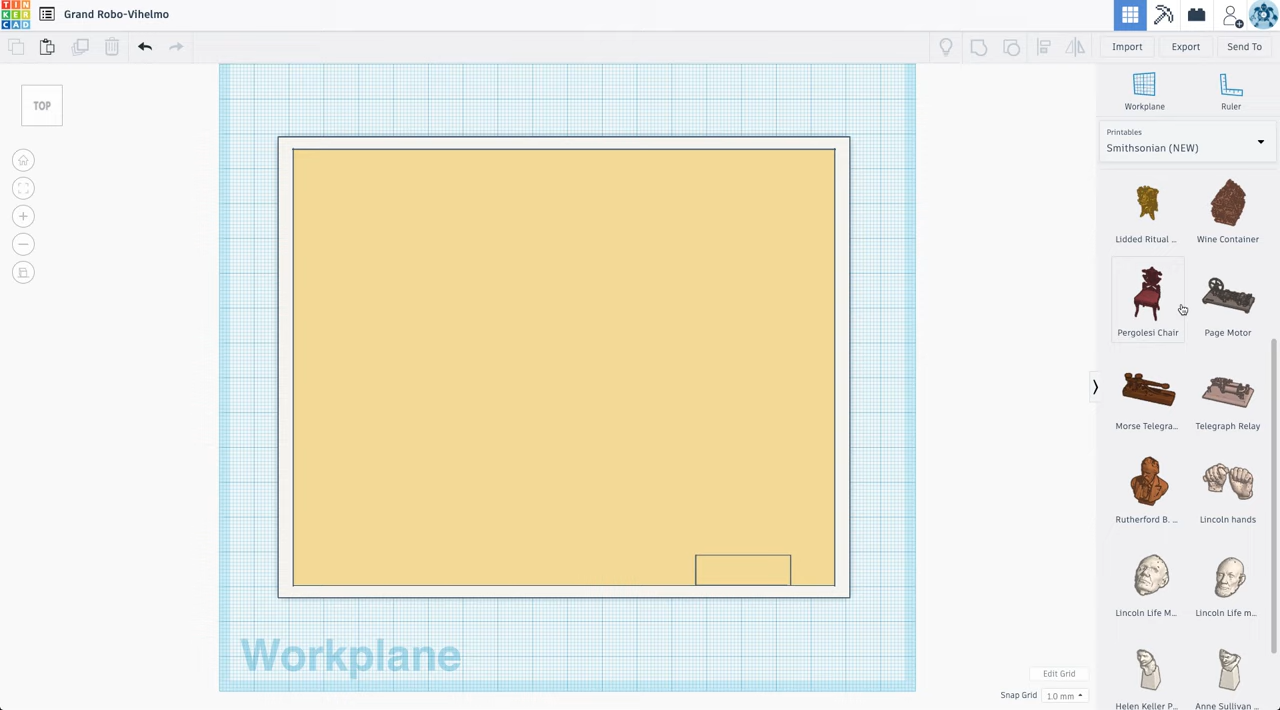 TIN
KER
CAD
Grand Robo-Vihelmo
Import
Export
Send To
TOP
Workplane
Ruler
Printables
Smithsonian (NEW)
Lidded Ritual ...
Wine Container
Pergolesi Chair
Page Motor
Morse Telegra...
Telegraph Relay
Rutherford B. ...
Lincoln hands
Lincoln Life M...
Lincoln Life m...
Helen Keller P...
Anne Sullivan ...
Workplane
Edit Grid
Snap Grid
1.0 mm